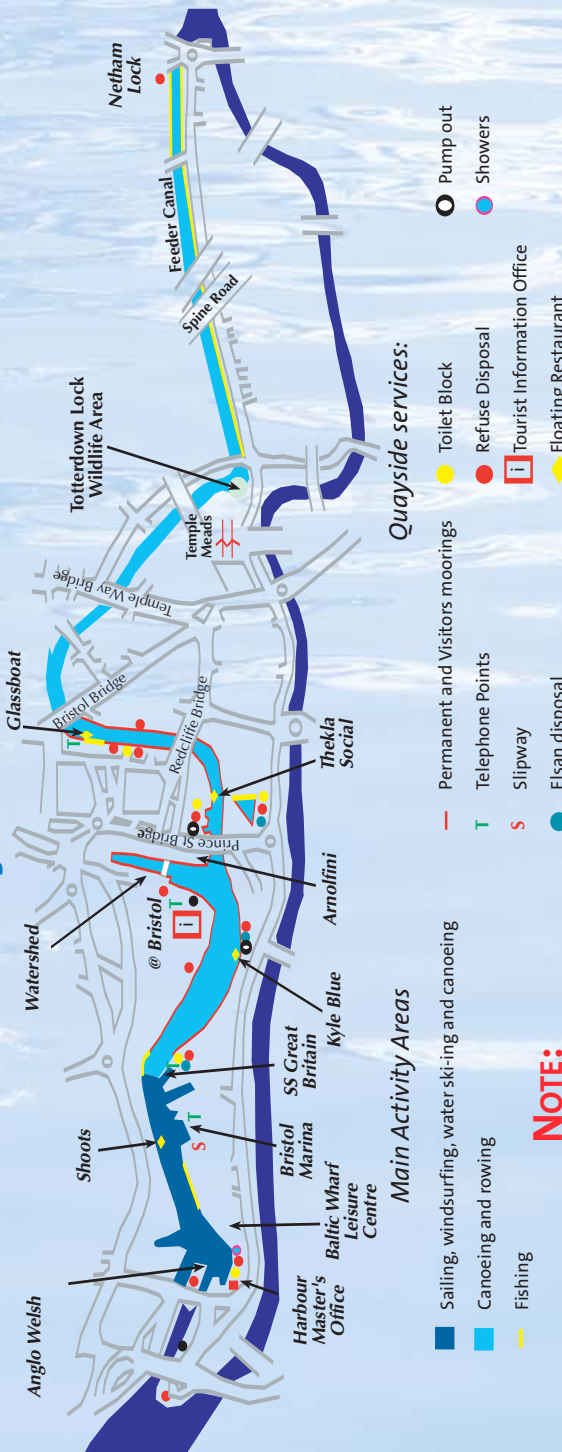 Anglo Welsh
Shoots
Watershed
Glassboat
Totterdown Lock
Wildlife Area
Netham
Lock
Feeder Canal
Spine Road
Temple
Meads
Temple Way Bridge
Bristol Bridge
Redcliffe Bridge
Prince St Bridge
@ Bristol
i
T
T
T
T
S
Harbour
Master's
Office
Baltic Wharf
Leisure
Centre
Bristol
Marina
SS Great
Britain
Kyle Blue
Arnolfini
Thekla
Social
Main Activity Areas
Sailing, windsurfing, water ski-ing and canoeing
Canoeing and rowing
Fishing
NOTE:
Quayside services:
Permanent and Visitors moorings
T Telephone Points
S Slipway
Elsan disposal
Toilet Block
Refuse Disposal
i Tourist Information Office
Floating Restaurant
Pump out
Showers